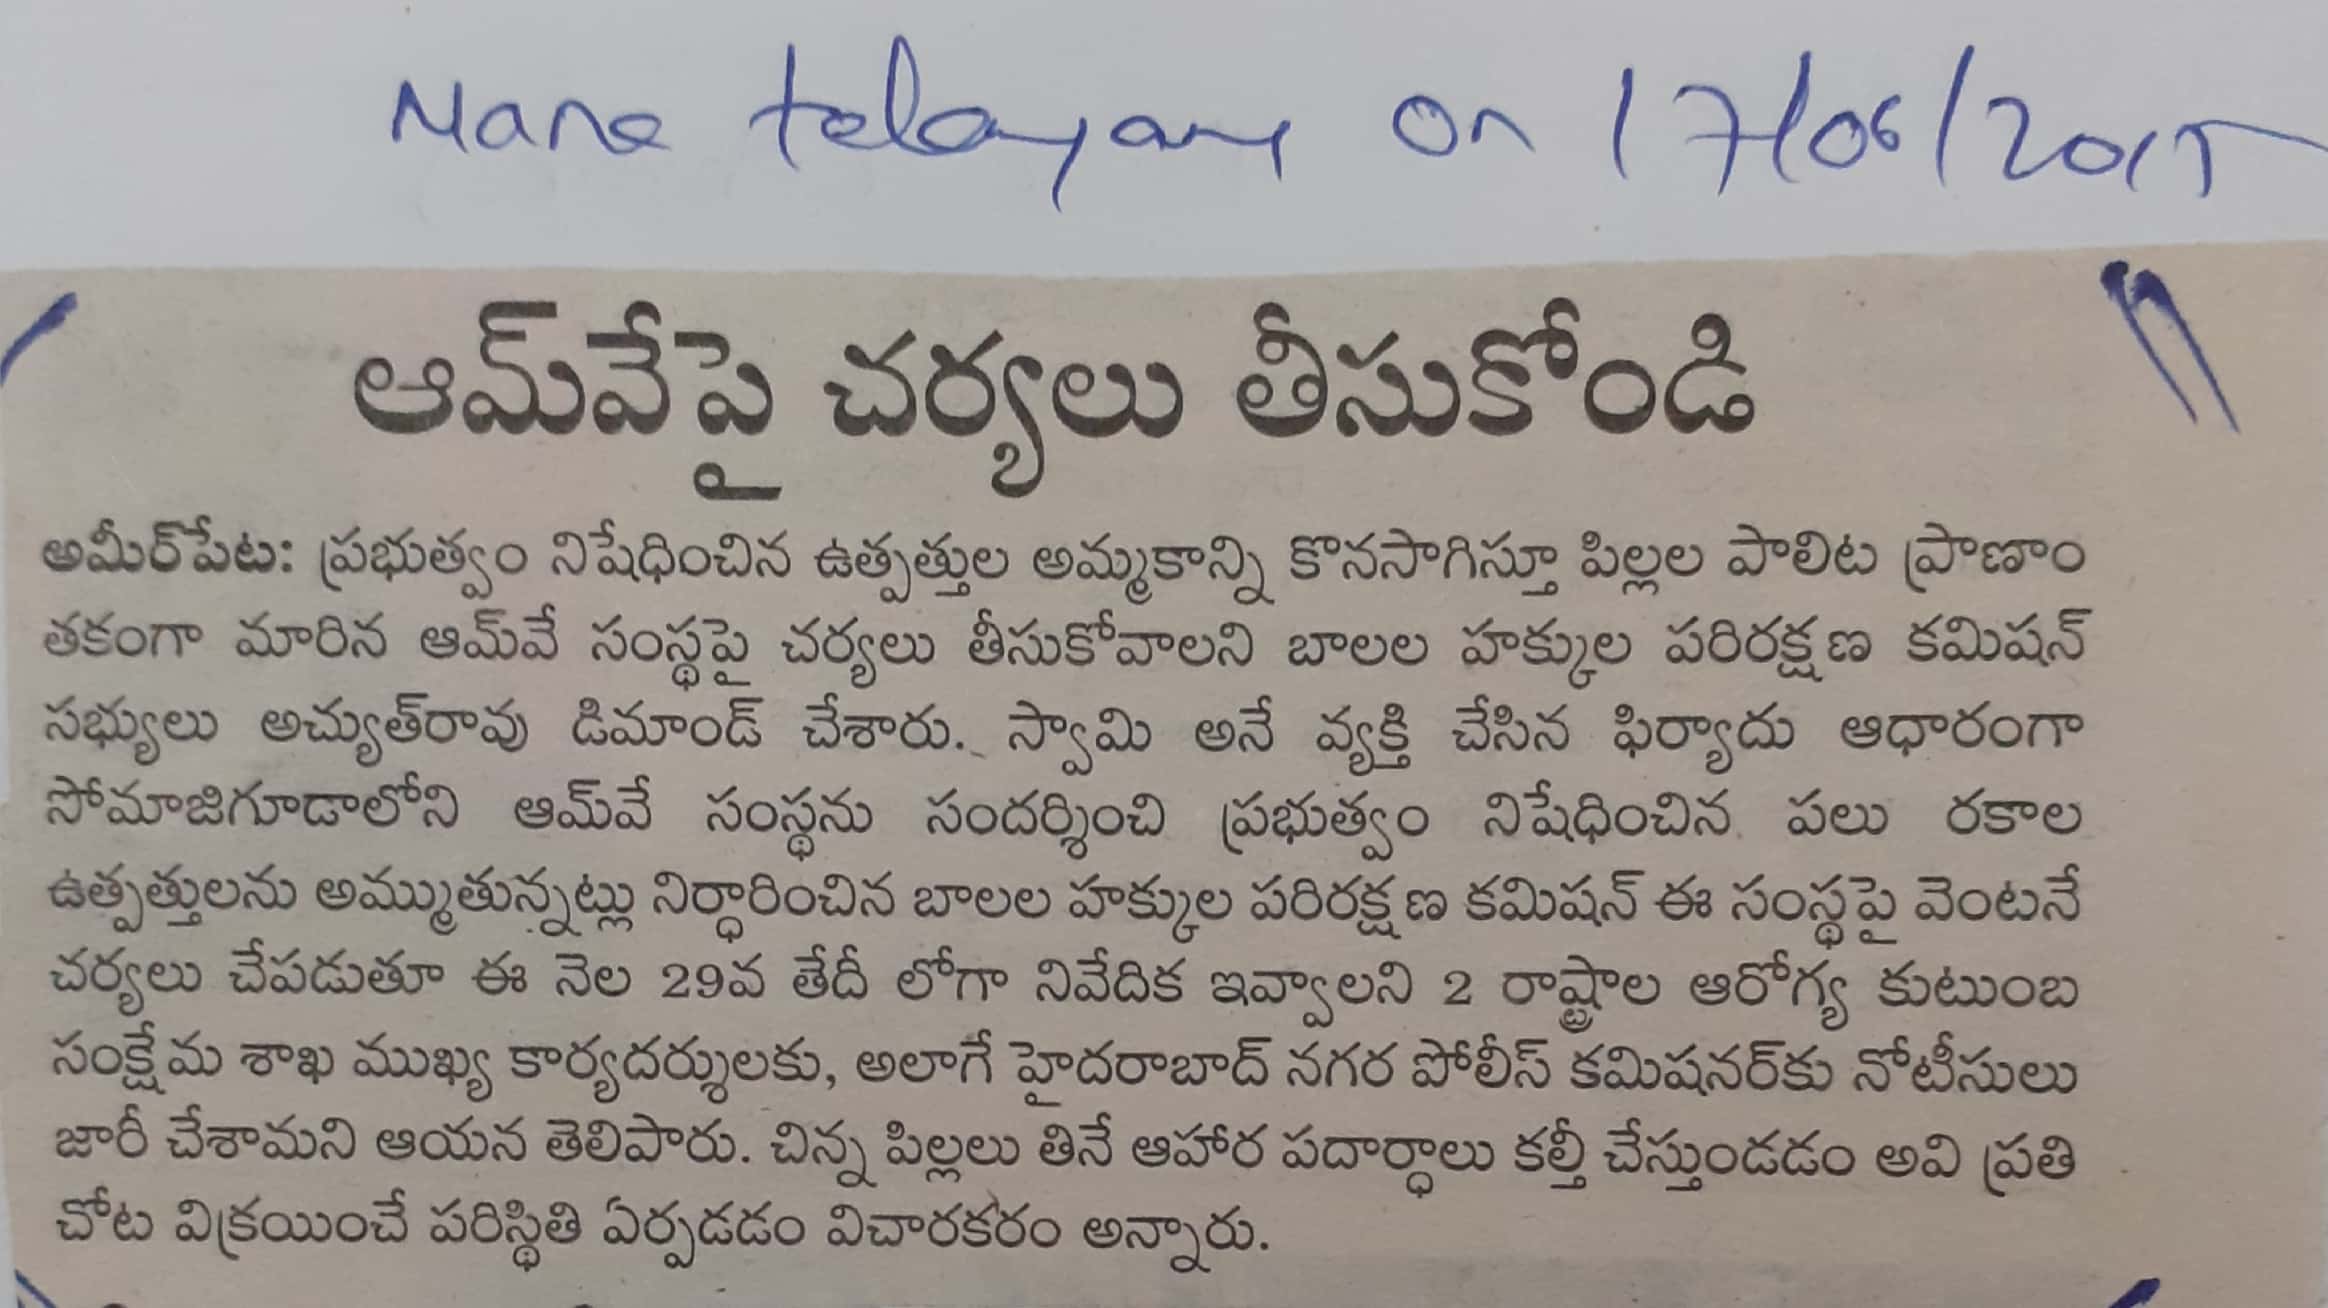 Mana telangana on 17/06/2015
ఆమ్‌వేపై చర్యలు తీసుకోండి
అమీర్‌పేట: ప్రభుత్వం నిషేధించిన ఉత్పత్తుల అమ్మకాన్ని కొనసాగిస్తూ పిల్లల పాలిట ప్రాణాం
తకంగా మారిన ఆమ్‌వే సంస్థపై చర్యలు తీసుకోవాలని బాలల హక్కుల పరిరక్షణ కమిషన్
సభ్యులు అచ్యుత్‌రావు డిమాండ్ చేశారు. స్వామి అనే వ్యక్తి చేసిన ఫిర్యాదు ఆధారంగా
సోమాజిగూడాలోని ఆమ్‌వే సంస్థను సందర్శించి ప్రభుత్వం నిషేధించిన పలు రకాల
ఉత్పత్తులను అమ్ముతున్నట్లు నిర్ధారించిన బాలల హక్కుల పరిరక్షణ కమిషన్ ఈ సంస్థపై వెంటనే
చర్యలు చేపడుతూ ఈ నెల 29వ తేదీ లోగా నివేదిక ఇవ్వాలని 2 రాష్ట్రాల ఆరోగ్య కుటుంబ
సంక్షేమ శాఖ ముఖ్య కార్యదర్శులకు, అలాగే హైదరాబాద్ నగర పోలీస్ కమిషనర్‌కు నోటీసులు
జారీ చేశామని ఆయన తెలిపారు. చిన్న పిల్లలు తినే ఆహార పదార్ధాలు కల్తీ చేస్తుండడం అవి ప్రతి
చోట విక్రయించే పరిస్థితి ఏర్పడడం విచారకరం అన్నారు.